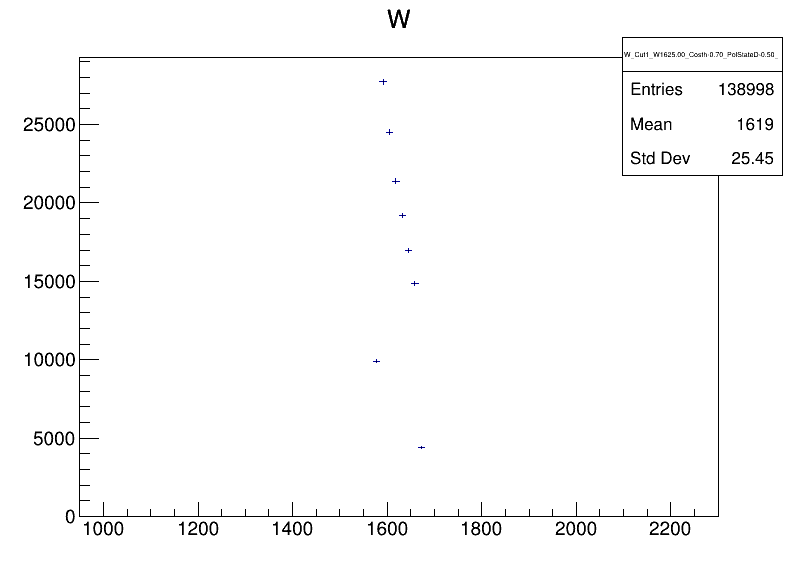 W
W_Cut1_W1625.00_Costh-0.70_PolStateD-0.50_
Entries 138998
Mean 1619
Std Dev 25.45
25000
20000
15000
10000
5000
0
1000 1200 1400 1600 1800 2000 2200